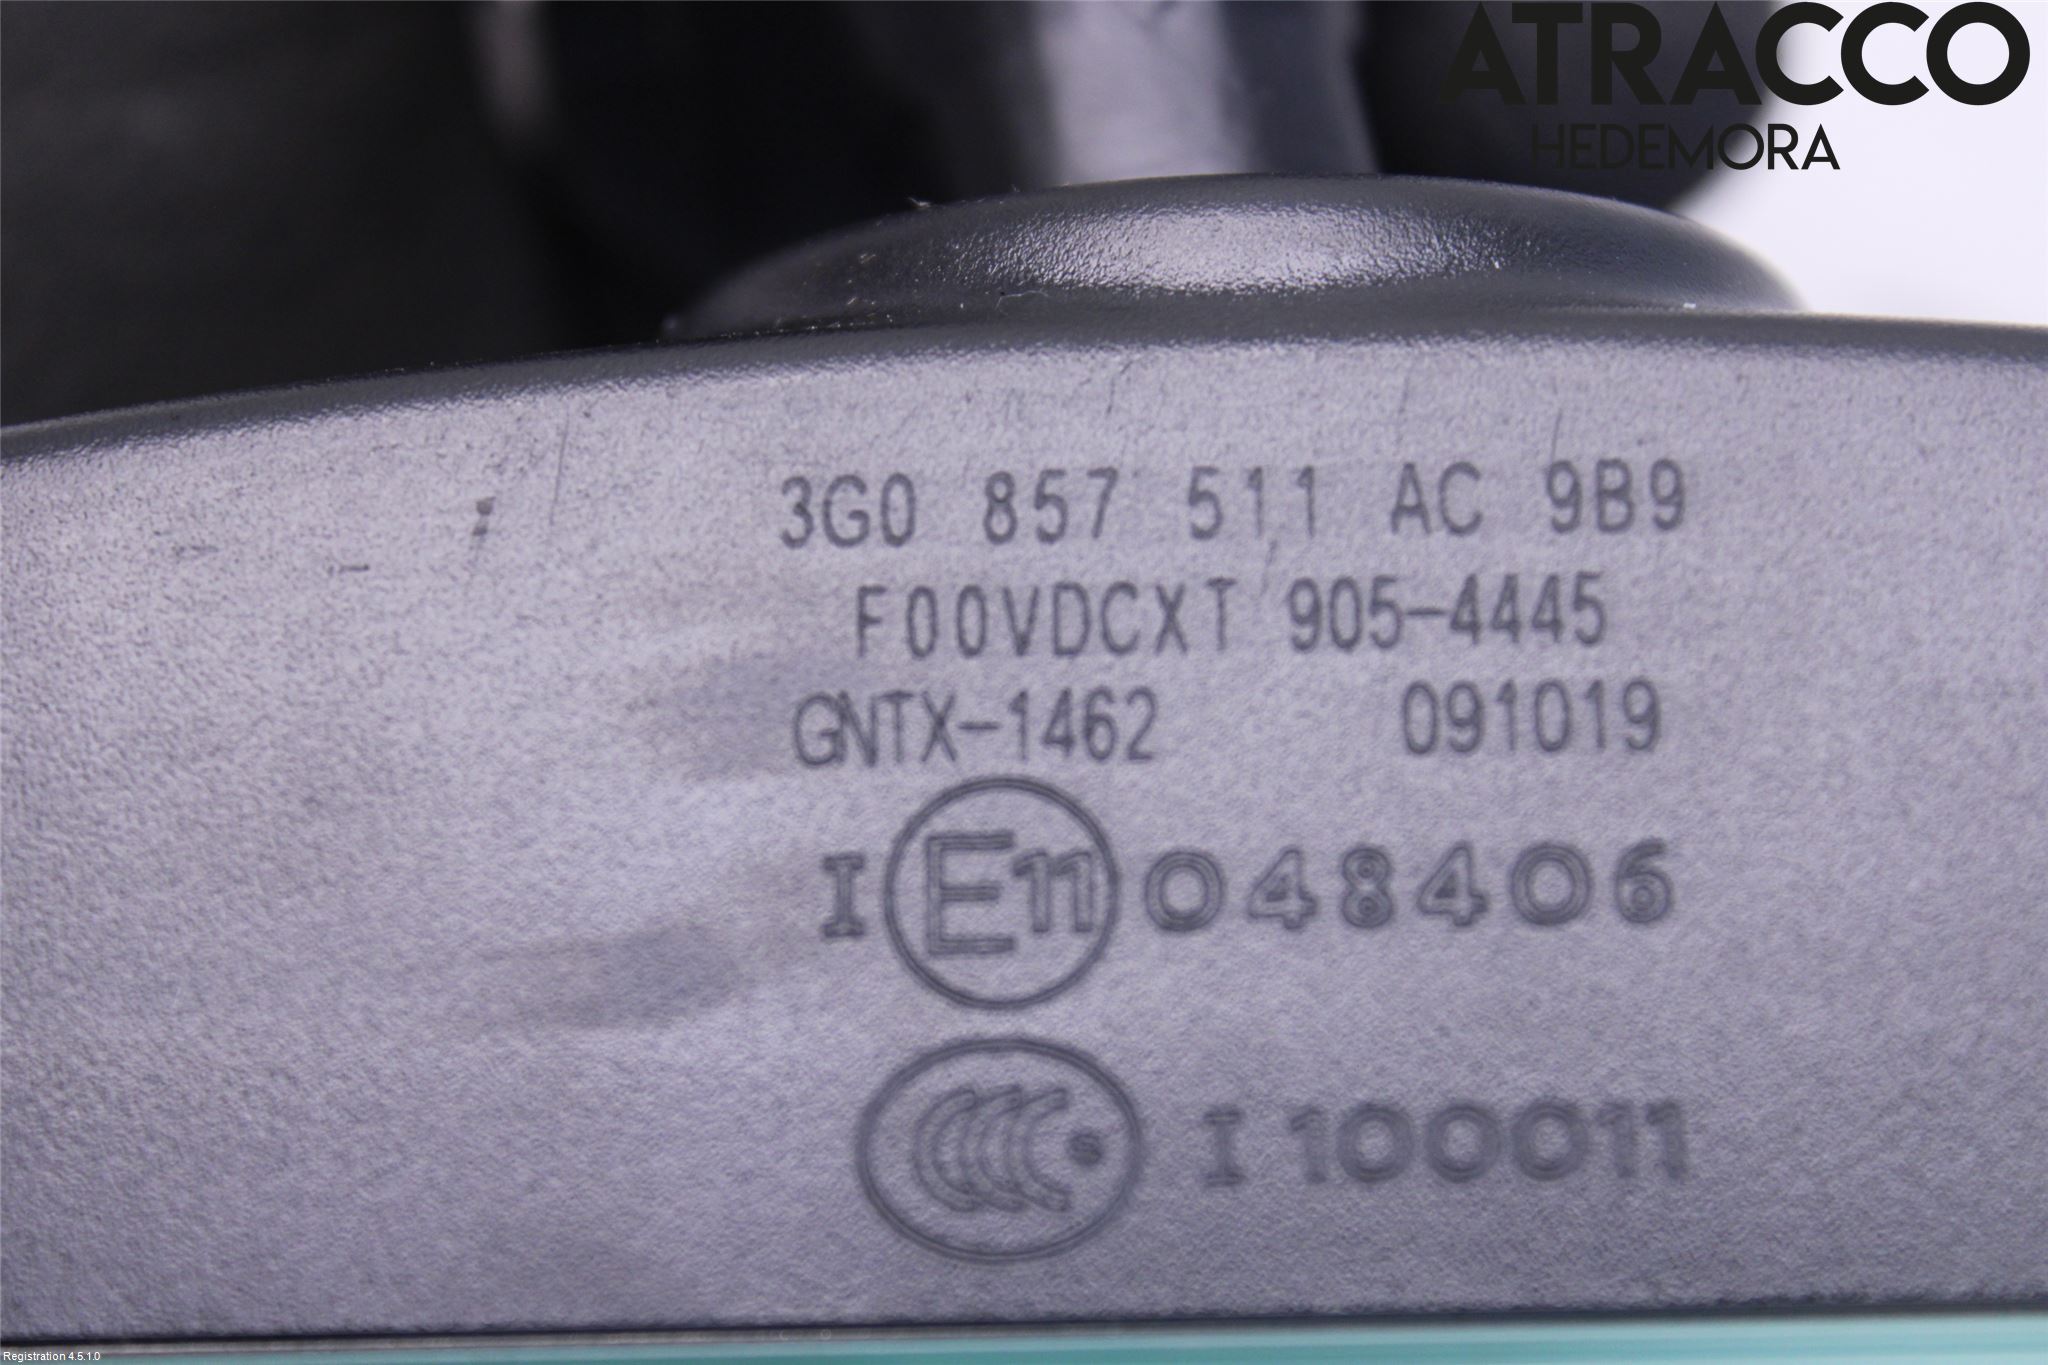 ATRACCO
HEDEMORA
3G0 857 511 AC 9B9
F00VDCXT 905-4445
GNTX-1462 091019
I E11 048406
CCC S I 100011
Registration 4.5.1.0